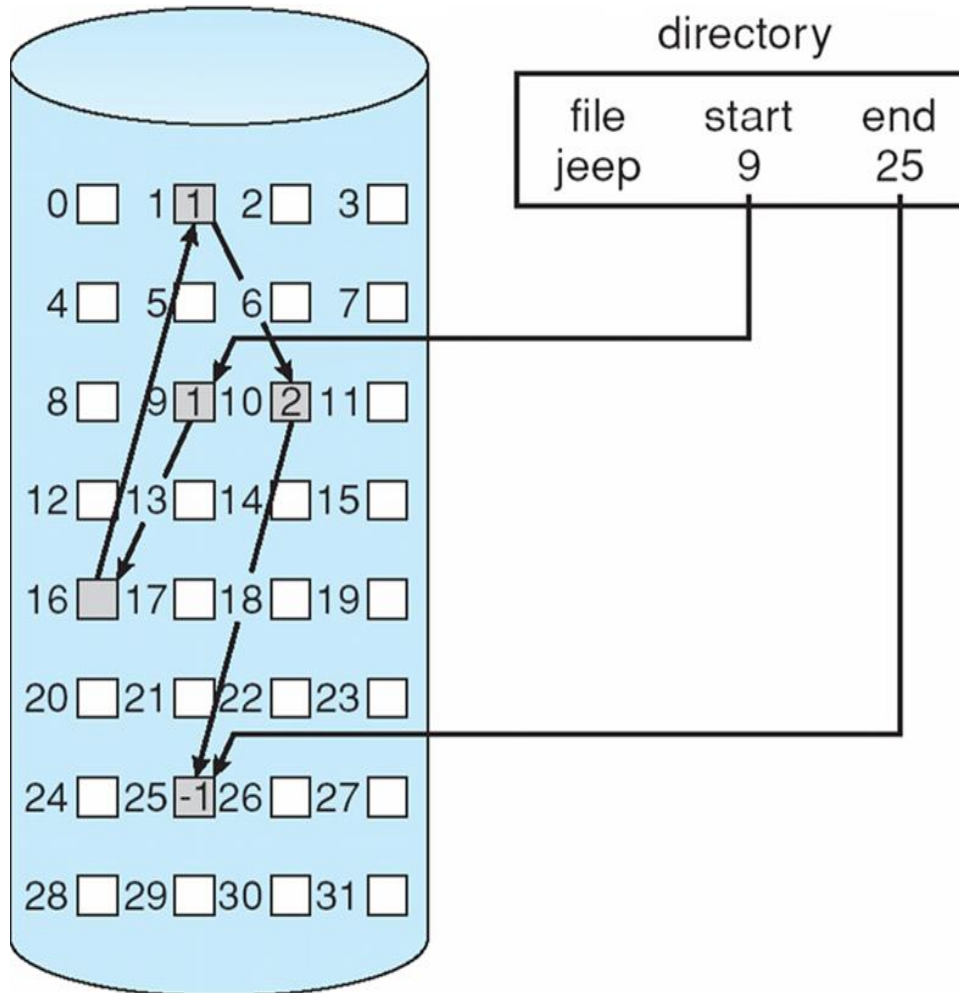 directory
file start end
jeep 9 25
0 1 1 2 3
4 5 6 7
8 9 1 10 2 11
12 13 14 15
16 17 18 19
20 21 22 23
24 25 -1 26 27
28 29 30 31